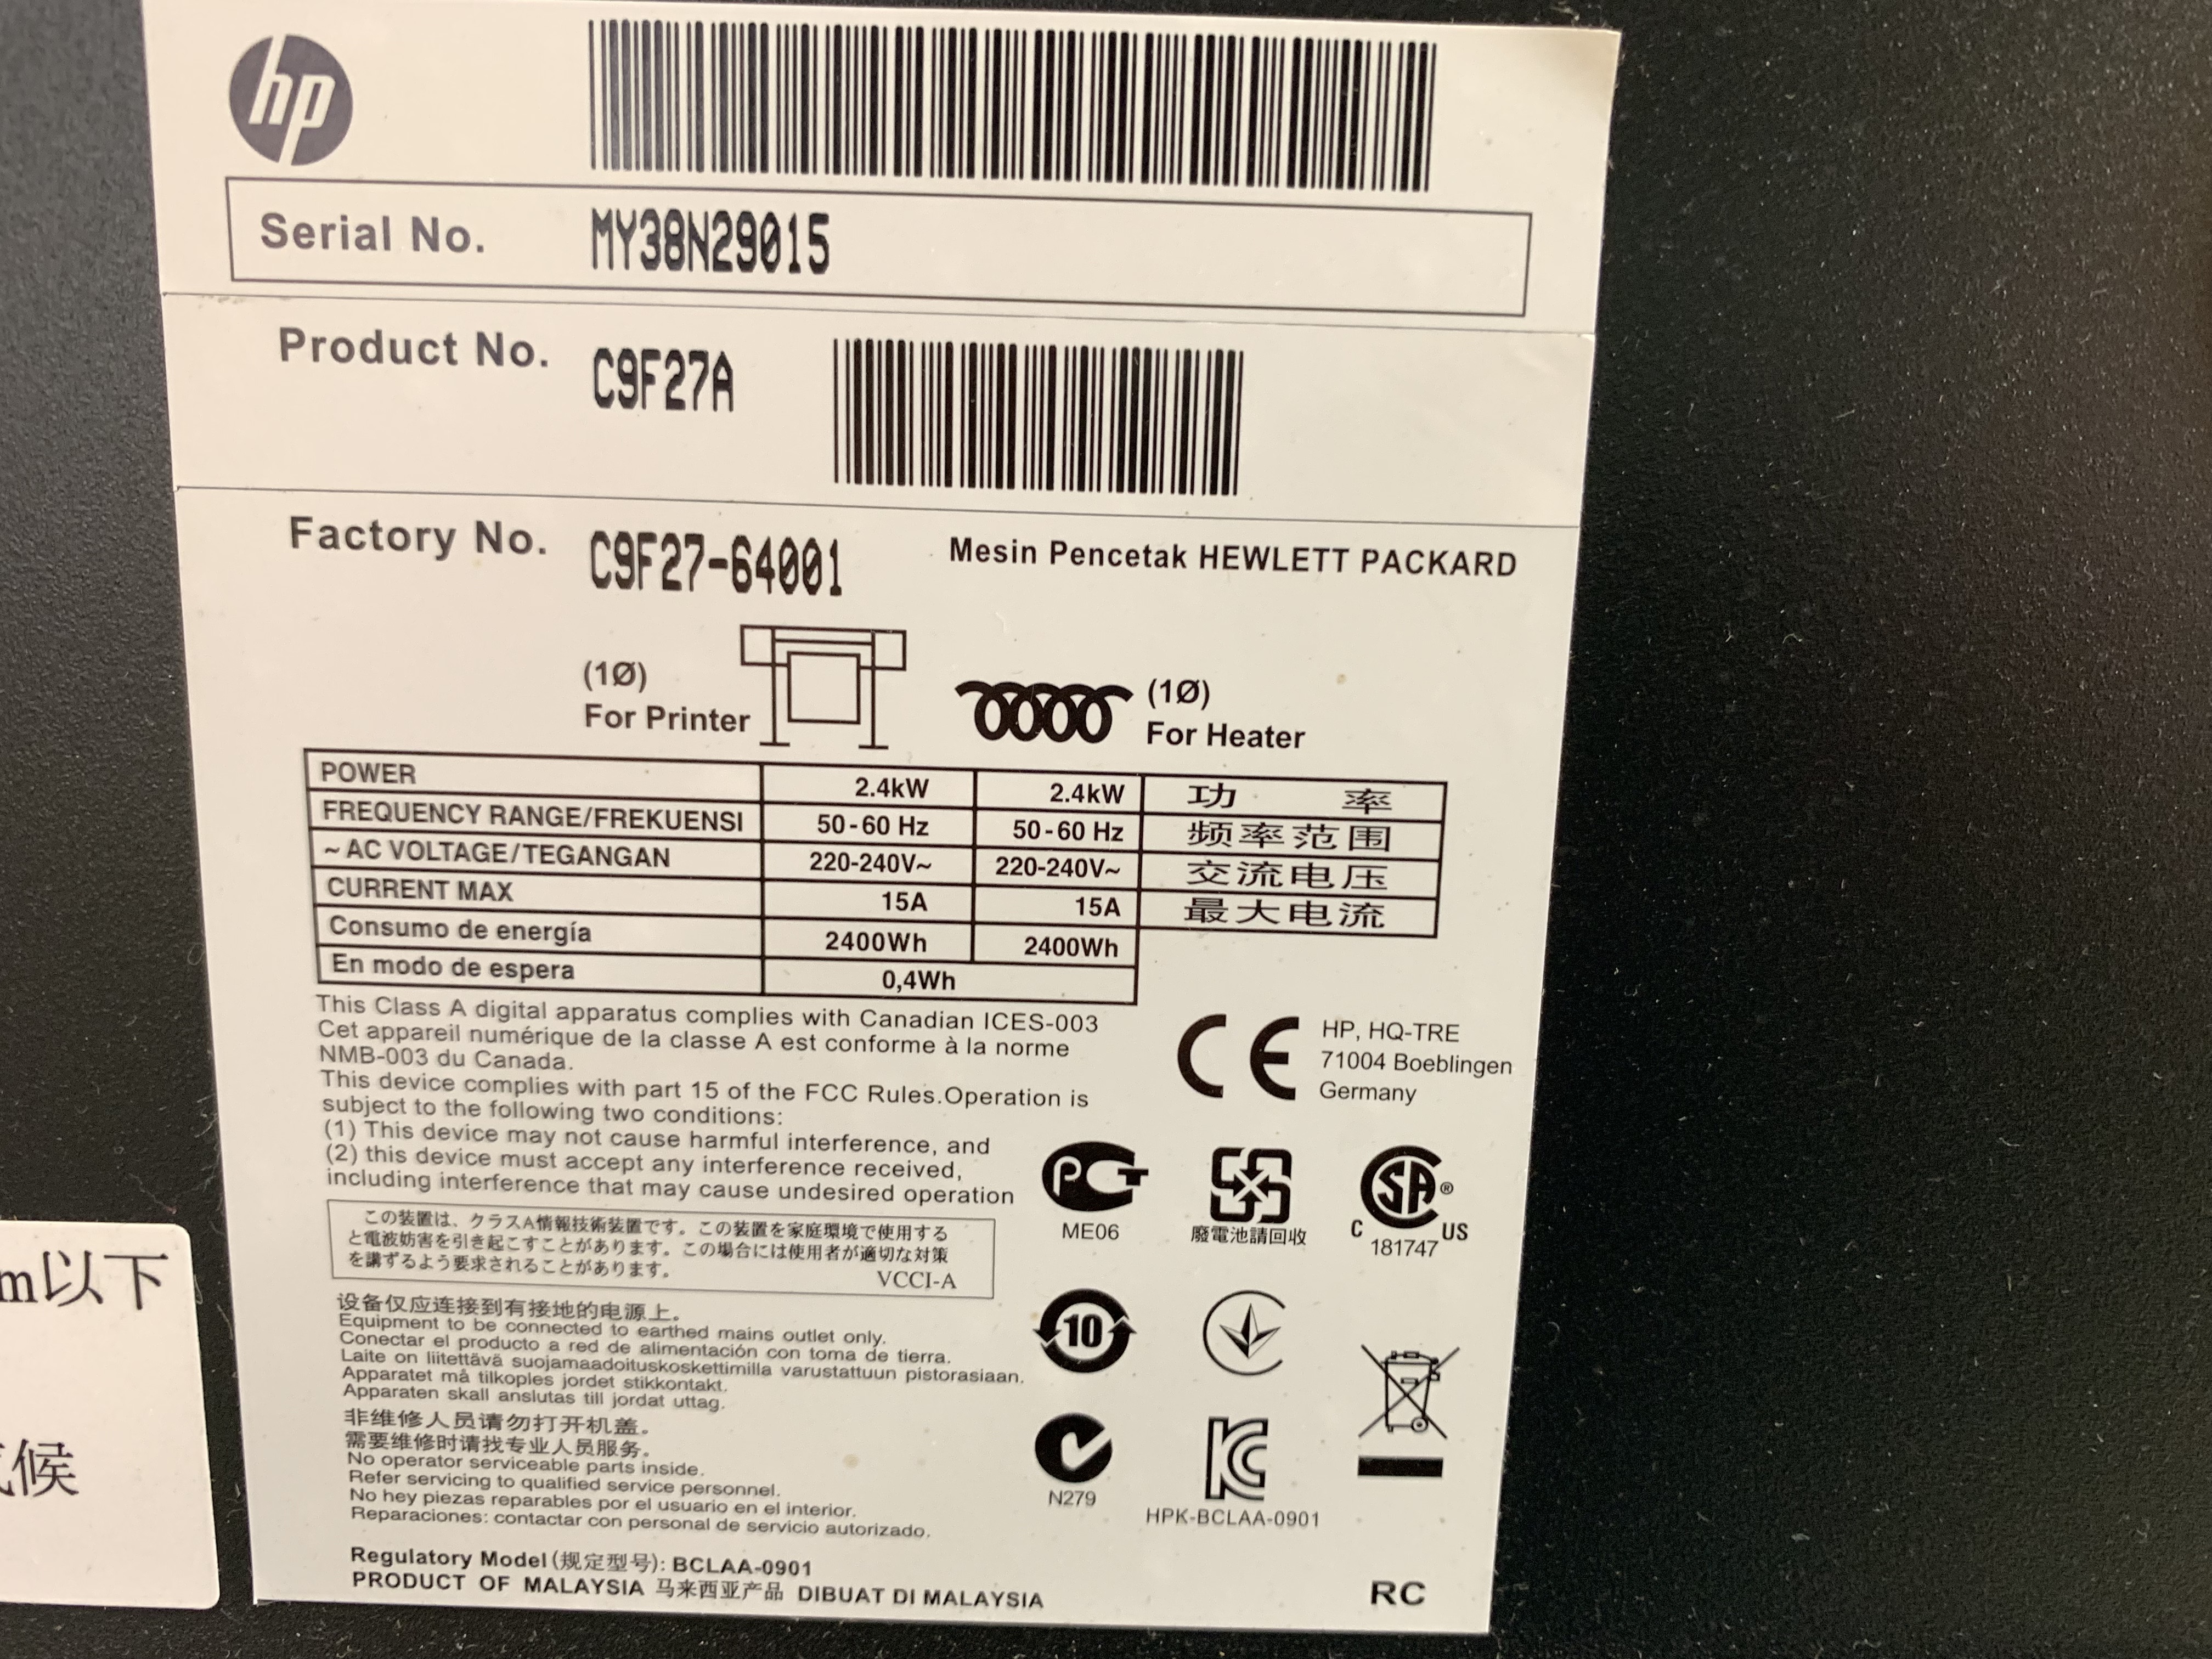 hp
Serial No. MY38N29015
Product No. C9F27A
Factory No. C9F27-64001
Mesin Pencetak HEWLETT PACKARD
(1Ø)
For Printer
(1Ø)
For Heater
POWER 2.4kW 2.4kW 功 率
FREQUENCY RANGE/FREKUENSI 50-60 Hz 50-60 Hz 频率范围
~ AC VOLTAGE/TEGANGAN 220-240V~ 220-240V~ 交流电压
CURRENT MAX 15A 15A 最大电流
Consumo de energía 2400Wh 2400Wh
En modo de espera 0,4Wh
This Class A digital apparatus complies with Canadian ICES-003
Cet appareil numérique de la classe A est conforme à la norme
NMB-003 du Canada.
This device complies with part 15 of the FCC Rules.Operation is
subject to the following two conditions:
(1) This device may not cause harmful interference, and
(2) this device must accept any interference received,
including interference that may cause undesired operation
CE
HP, HQ-TRE
71004 Boeblingen
Germany
PCT
ME06
廢電池請回收
SA®
C US
181747
この装置は、クラスA情報技術装置です。この装置を家庭環境で使用する
と電波妨害を引き起こすことがあります。この場合には使用者が適切な対策
を講ずるよう要求されることがあります。
VCCI-A
设备仅应连接到有接地的电源上。
Equipment to be connected to earthed mains outlet only.
Conectar el producto a red de alimentación con toma de tierra.
Laite on liitettävä suojamaadoituskoskettimilla varustattuun pistorasiaan.
Apparatet må tilkoples jordet stikkontakt.
Apparaten skall anslutas till jordat uttag.
非维修人员请勿打开机盖。
需要维修时请找专业人员服务。
No operator serviceable parts inside.
Refer servicing to qualified service personnel.
No hey piezas reparables por el usuario en el interior.
Reparaciones: contactar con personal de servicio autorizado.
10
N279
KC
HPK-BCLAA-0901
Regulatory Model (规定型号): BCLAA-0901
PRODUCT OF MALAYSIA 马来西亚产品 DIBUAT DI MALAYSIA
RC
m以下
候